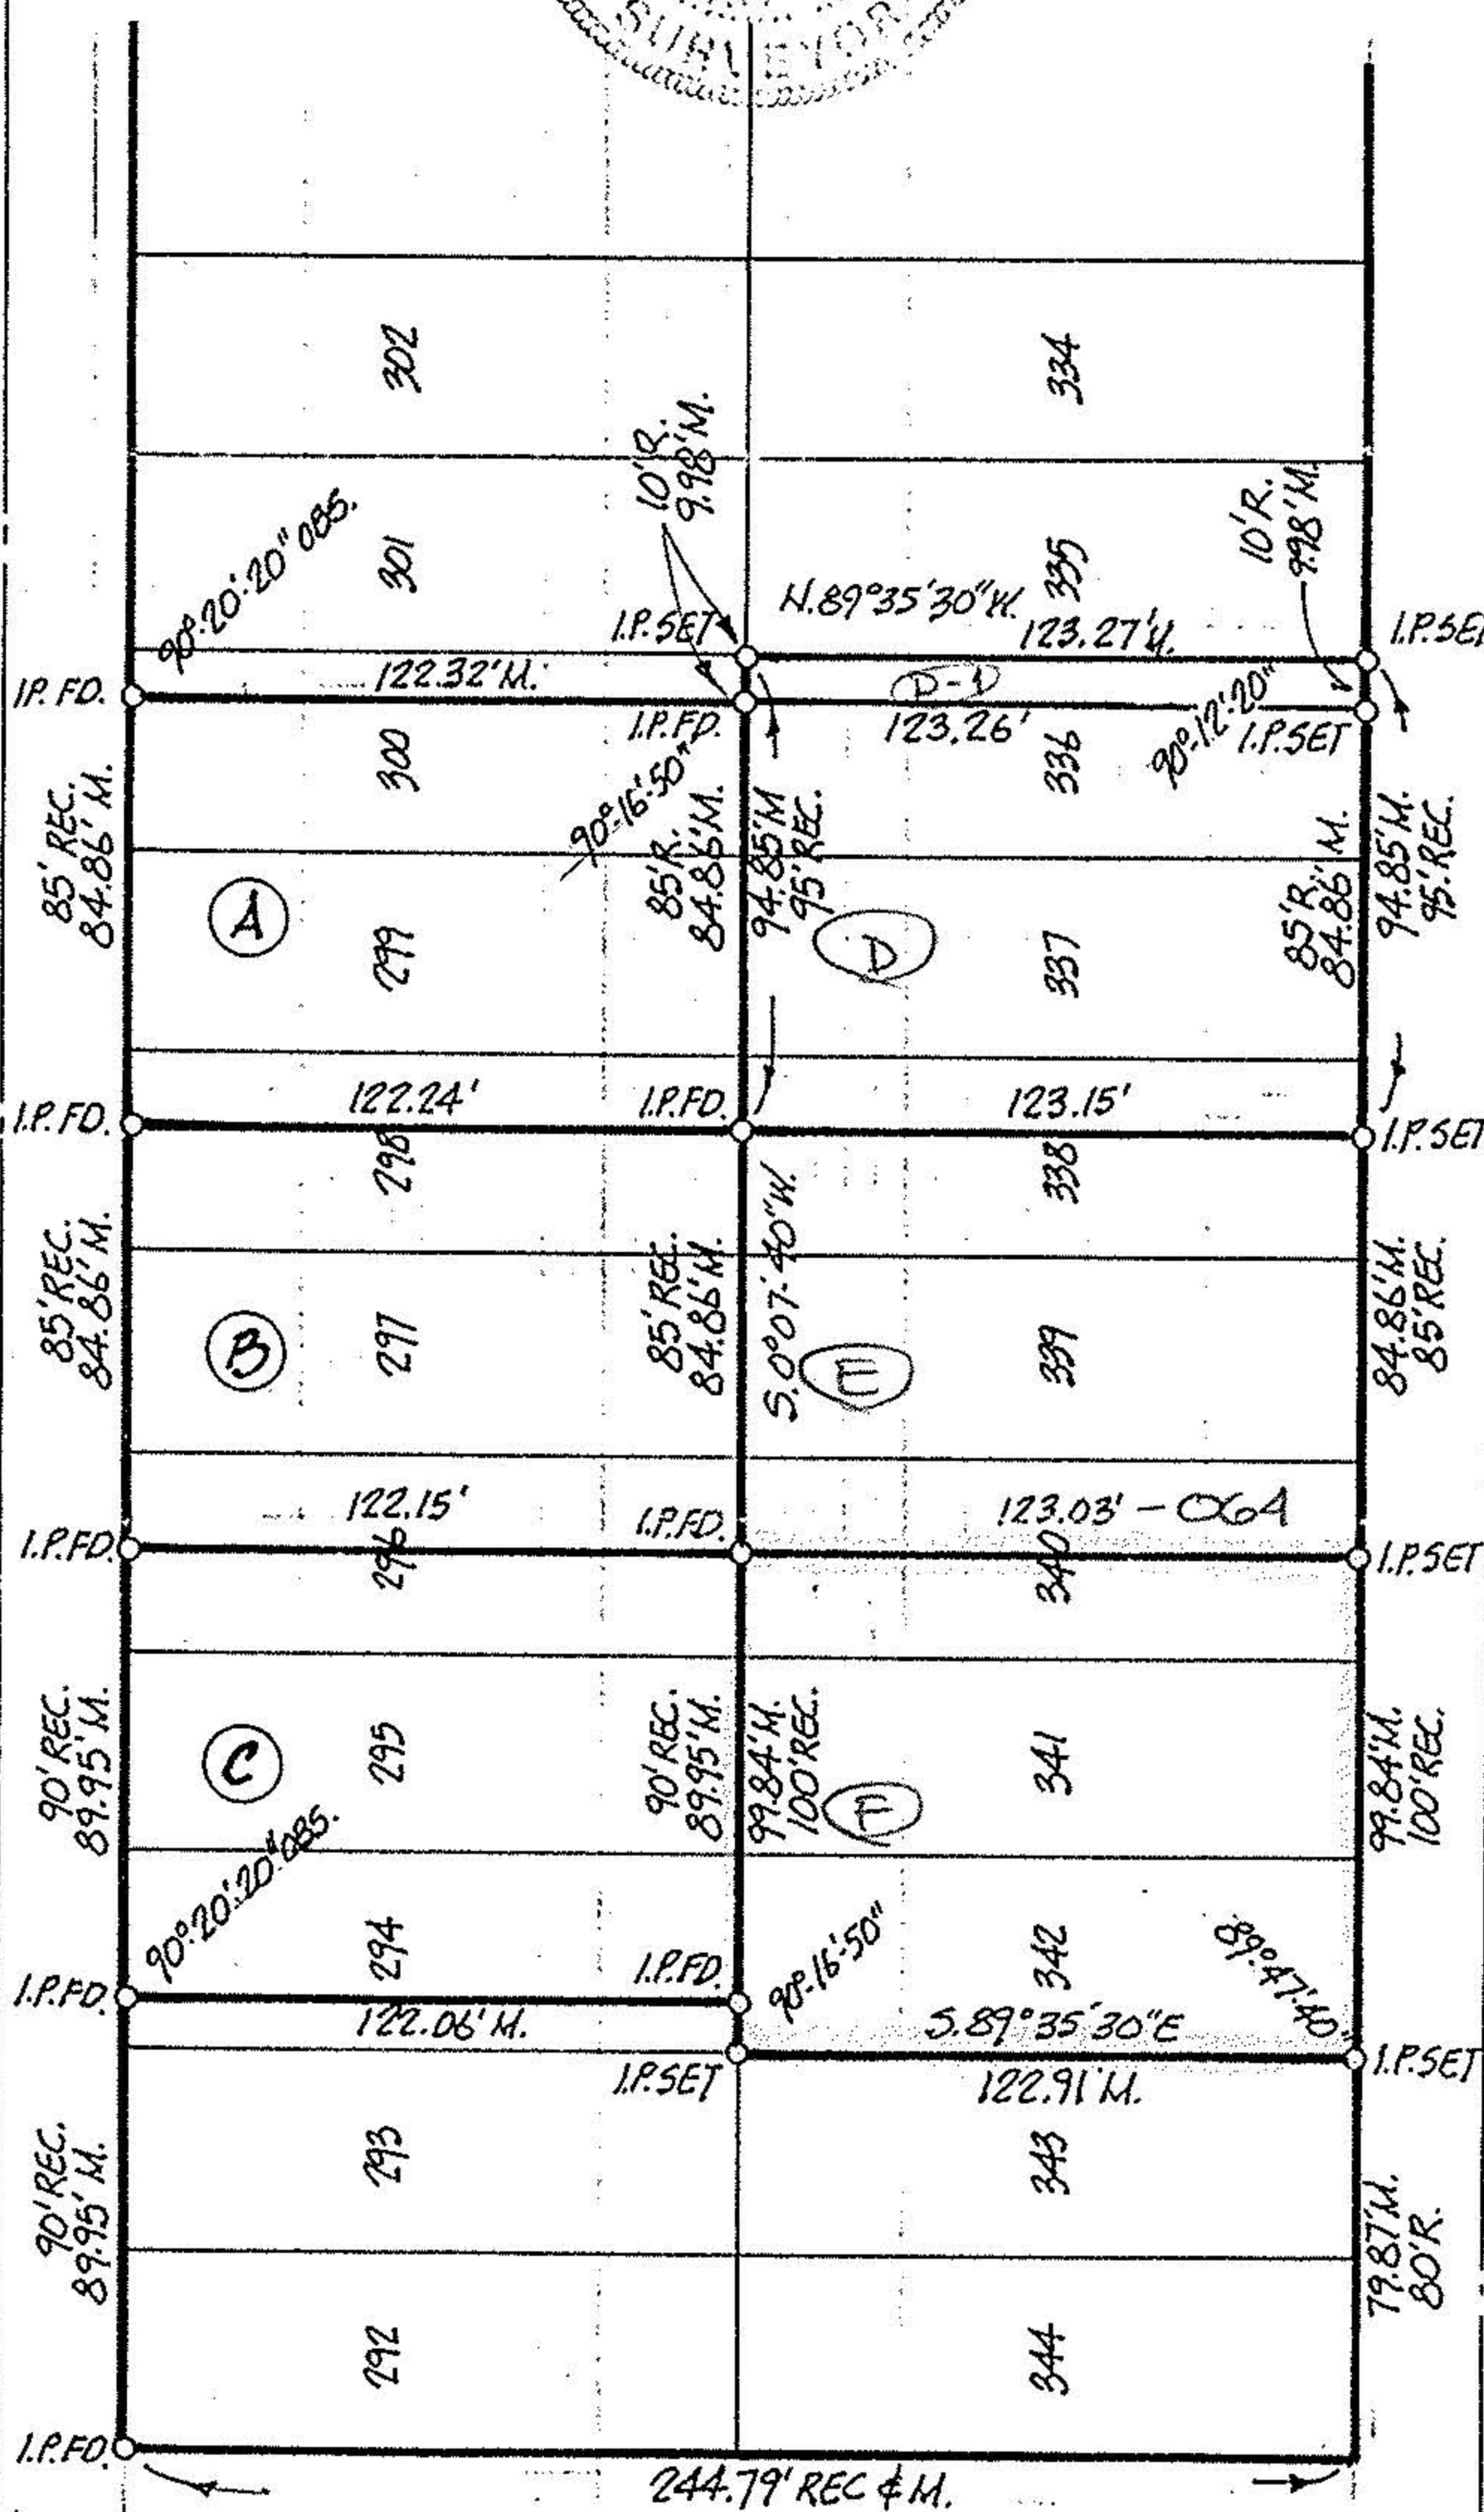 SURVEYOR
302
334
10'R.
9.98'M.
10'R.
9.98'M.
90°-20'-20" OBS.
301
335
I.P. SET
N.89°35'30"W.
123.27'M.
I.P. SET
122.32'M.
D-D
I.P. FD.
I.P. FD.
123.26'
90°-12'-20"
I.P. SET
300
336
90°-16'-50"
85' REC.
84.86' M.
85'R.
84.86'M.
94.85'M
95'REC.
85'R.
84.86'M.
94.85'M.
95'REC.
A
299
D
337
I.P. FD.
122.24'
I.P. FD.
123.15'
I.P. SET
298
338
85'REC.
84.86'M.
85'REC.
84.86'M.
S.0°07'-40"W.
84.86'M.
85'REC.
B
297
E
339
122.15'
123.03' - 064
I.P. FD.
I.P. FD.
I.P. SET
296
340
90'REC.
89.95'M.
90'REC.
89.95'M.
99.84'M.
100'REC.
99.84'M.
100'REC.
C
295
F
341
90°-20'-20" OBS.
294
342
I.P. FD.
I.P. FD.
90°-16'-50"
89°-47'-40"
122.06'M.
S.89°35'30"E
I.P. SET
122.91'M.
I.P. SET
90'REC.
89.95'M.
293
343
79.87'M.
80'R.
292
344
I.P. FD.
244.79' REC & M.